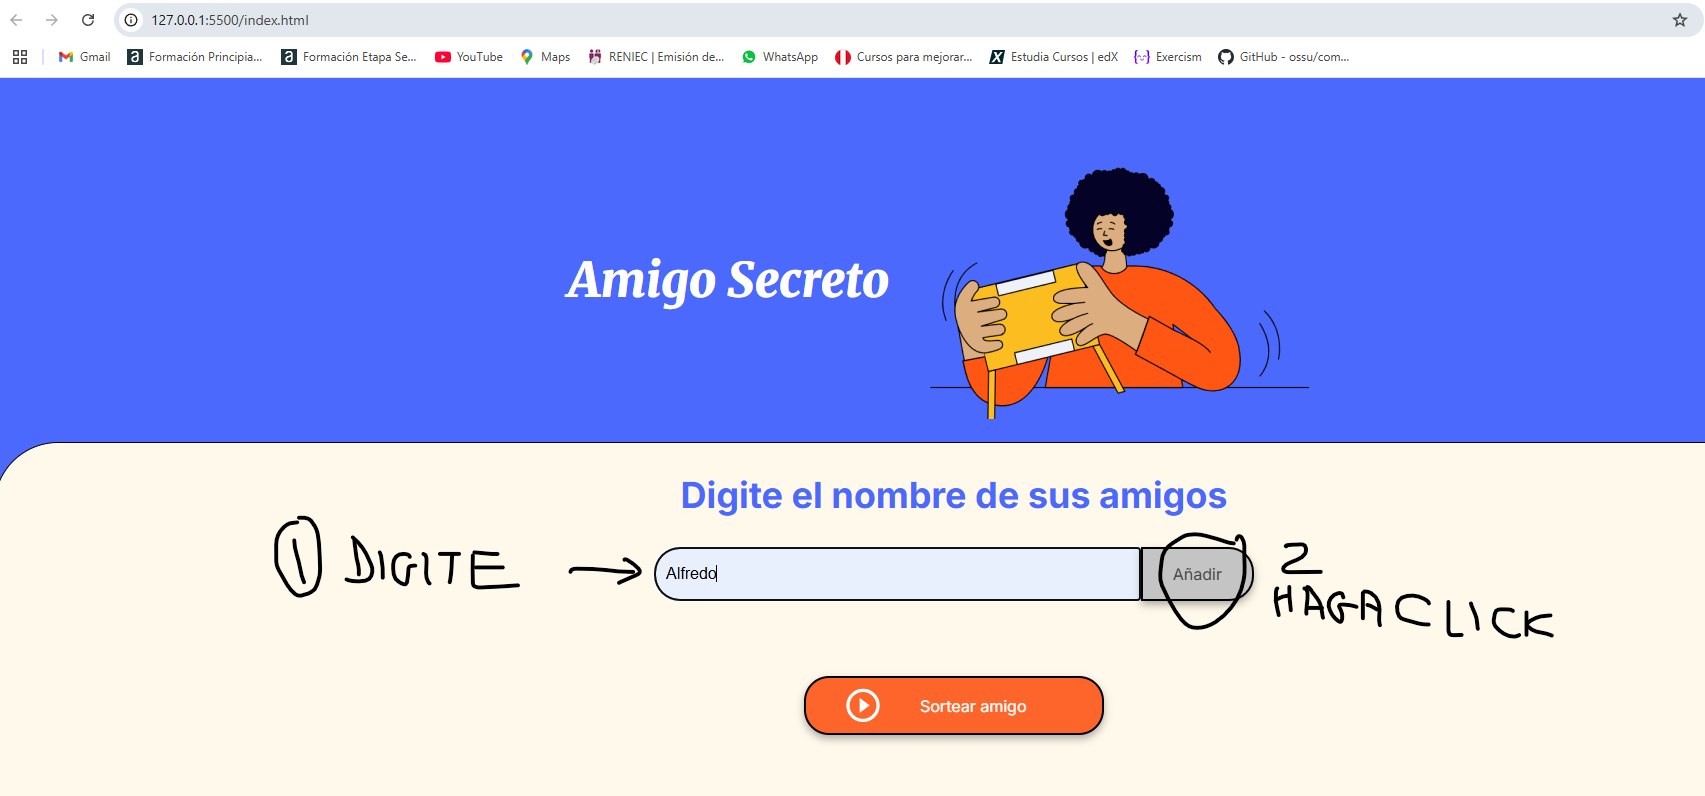 127.0.0.1:5500/index.html
Gmail Formación Principia... Formación Etapa Se... YouTube Maps RENIEC | Emisión de... WhatsApp Cursos para mejorar... Estudia Cursos | edX Exercism GitHub - ossu/com...
Amigo Secreto
Digite el nombre de sus amigos
1 DIGITE → Alfredo Añadir 2
HAGA CLICK
Sortear amigo